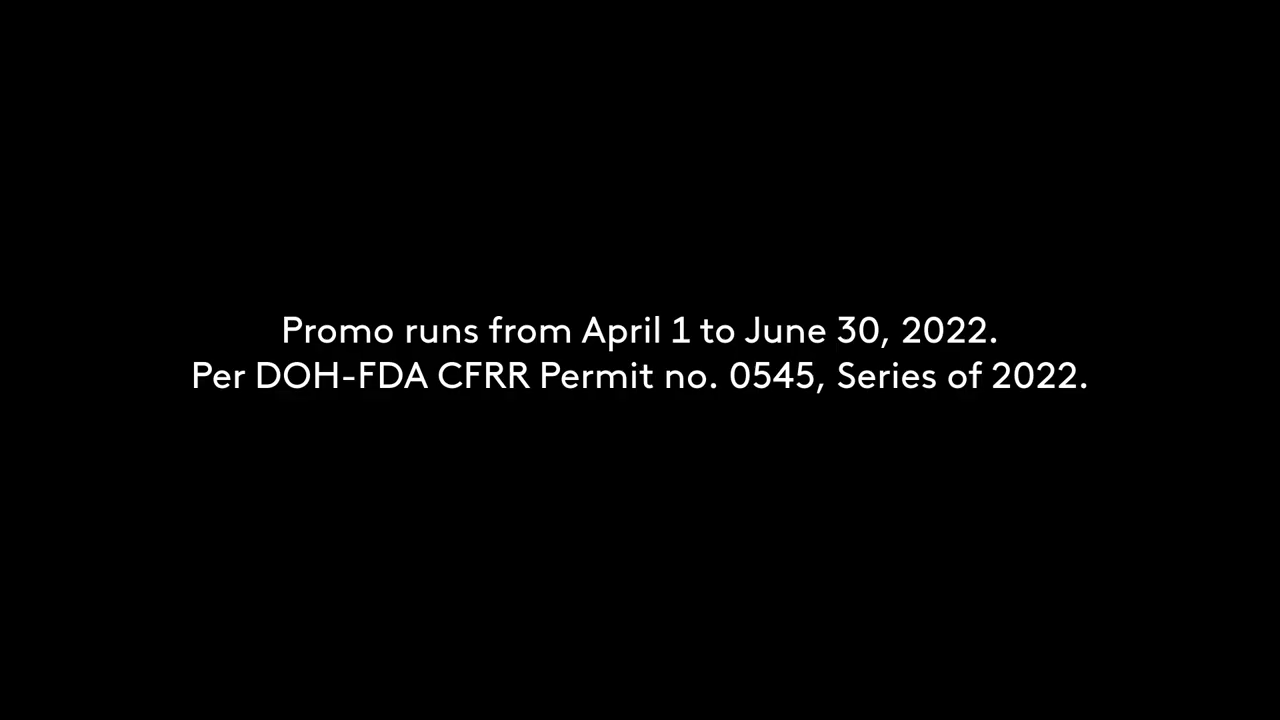 Promo runs from April 1 to June 30, 2022.
Per DOH-FDA CFRR Permit no. 0545, Series of 2022.